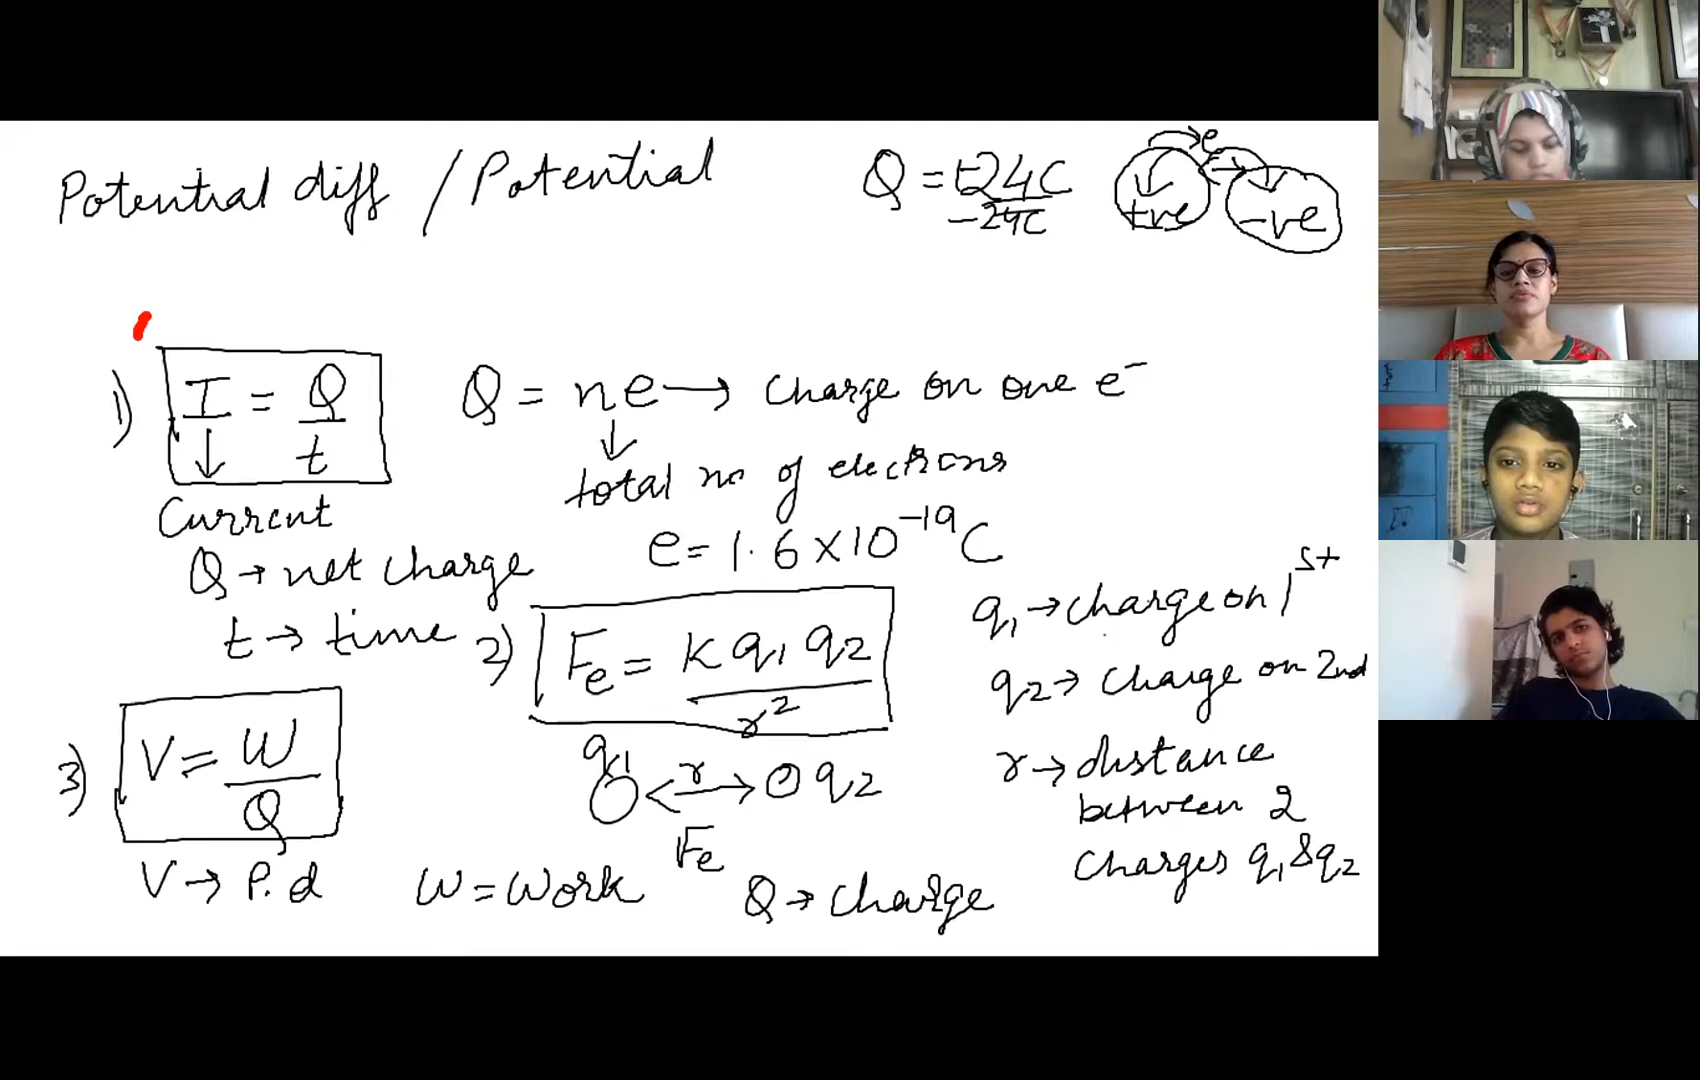 Potential diff / Potential
Q = +24C
-24C
e
+ve
-ve
1) I = Q/t
Current
Q → net charge
t → time
Q = ne → charge on one e⁻
total no of electrons
e = 1.6 × 10⁻¹⁹ C
2) Fe = K q1 q2 / r²
q1 r q2
Fe
q1 → charge on 1st
q2 → charge on 2nd
r → distance
between 2
charges q1 & q2
3) V = W/Q
V → P.d
W = Work
Q → charge